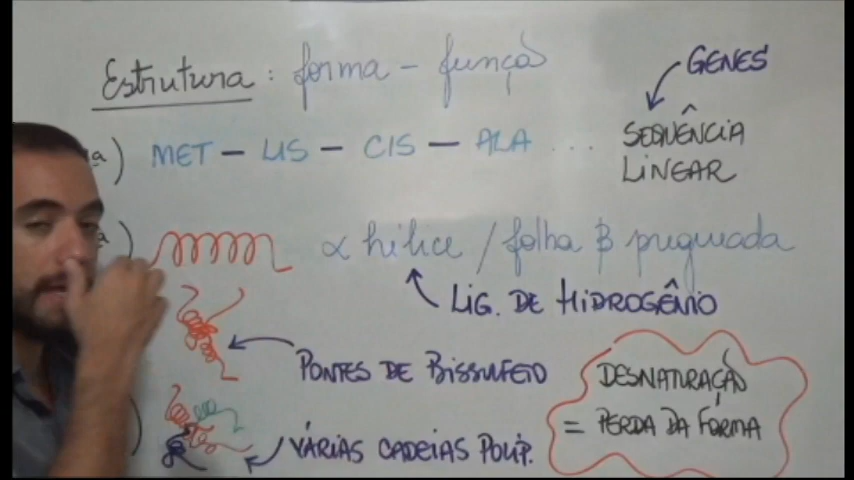 Estrutura: forma - função
GENES
ª) MET - LIS - CIS - ALA ...
SEQUÊNCIA
LINEAR
ª) α hélice / folha β pregueada
LIG. DE HIDROGÊNIO
PONTES DE BISSULFETO
DESNATURAÇÃO
= PERDA DA FORMA
) VÁRIAS CADEIAS POLIP.